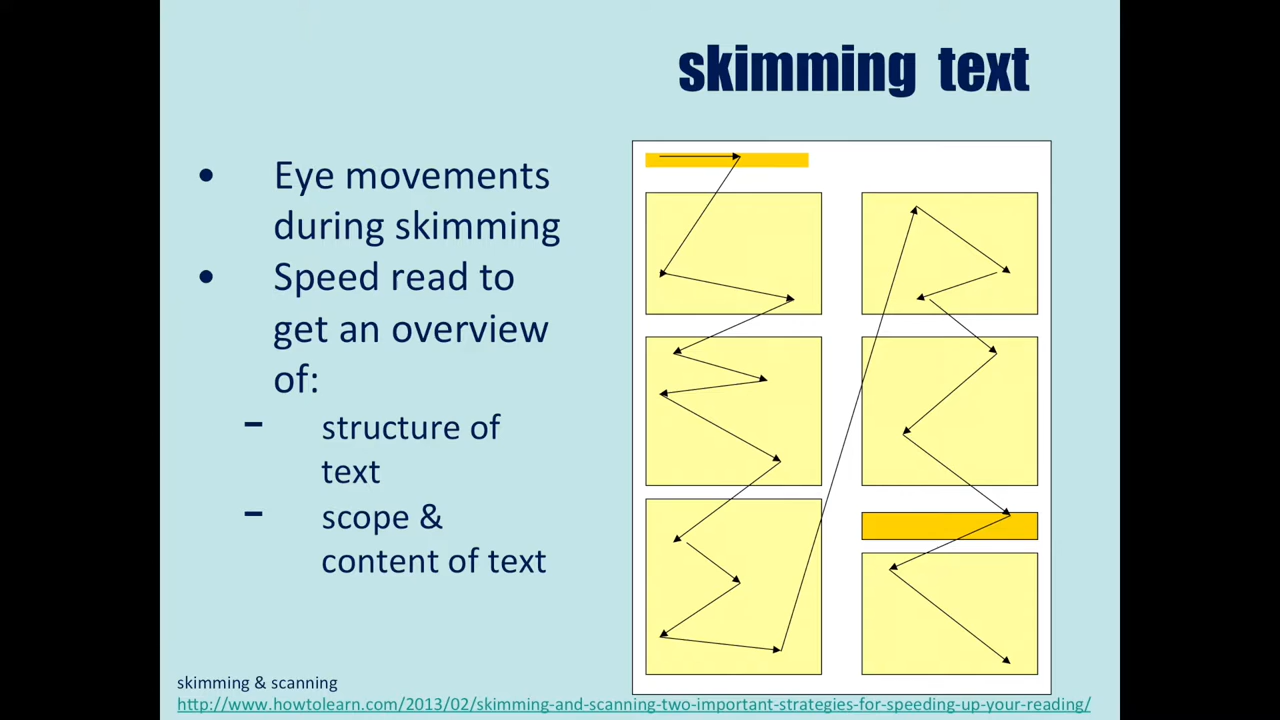 skimming text
• Eye movements
during skimming
• Speed read to
get an overview
of:
- structure of
text
- scope &
content of text
skimming & scanning
http://www.howtolearn.com/2013/02/skimming-and-scanning-two-important-strategies-for-speeding-up-your-reading/